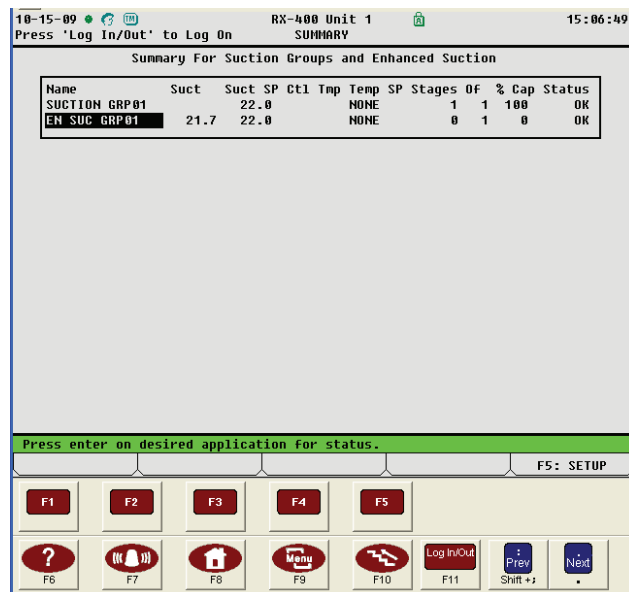 10-15-09 RX-400 Unit 1 15:06:49
Press 'Log In/Out' to Log On SUMMARY
Summary For Suction Groups and Enhanced Suction
Name Suct Suct SP Ctl Tmp Temp SP Stages Of % Cap Status
SUCTION GRP01 22.0 NONE 1 1 100 OK
EN SUC GRP01 21.7 22.0 NONE 0 1 0 OK
Press enter on desired application for status.
F5: SETUP
F1 F2 F3 F4 F5
? Menu Log In/Out : Prev . Next
F6 F7 F8 F9 F10 F11 Shift +; .